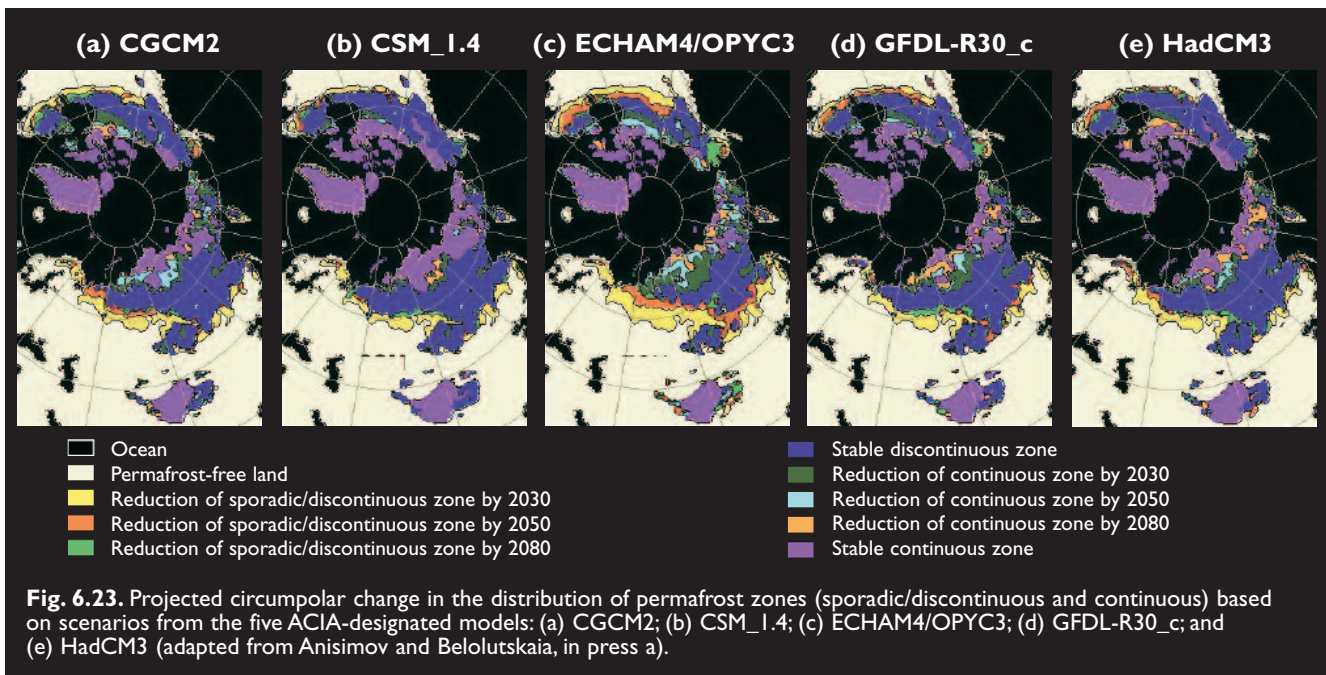 (a) CGCM2
(b) CSM_1.4
(c) ECHAM4/OPYC3
(d) GFDL-R30_c
(e) HadCM3
Ocean
Permafrost-free land
Reduction of sporadic/discontinuous zone by 2030
Reduction of sporadic/discontinuous zone by 2050
Reduction of sporadic/discontinuous zone by 2080
Stable discontinuous zone
Reduction of continuous zone by 2030
Reduction of continuous zone by 2050
Reduction of continuous zone by 2080
Stable continuous zone
Fig. 6.23. Projected circumpolar change in the distribution of permafrost zones (sporadic/discontinuous and continuous) based
on scenarios from the five ACIA-designated models: (a) CGCM2; (b) CSM_1.4; (c) ECHAM4/OPYC3; (d) GFDL-R30_c; and
(e) HadCM3 (adapted from Anisimov and Belolutskaia, in press a).